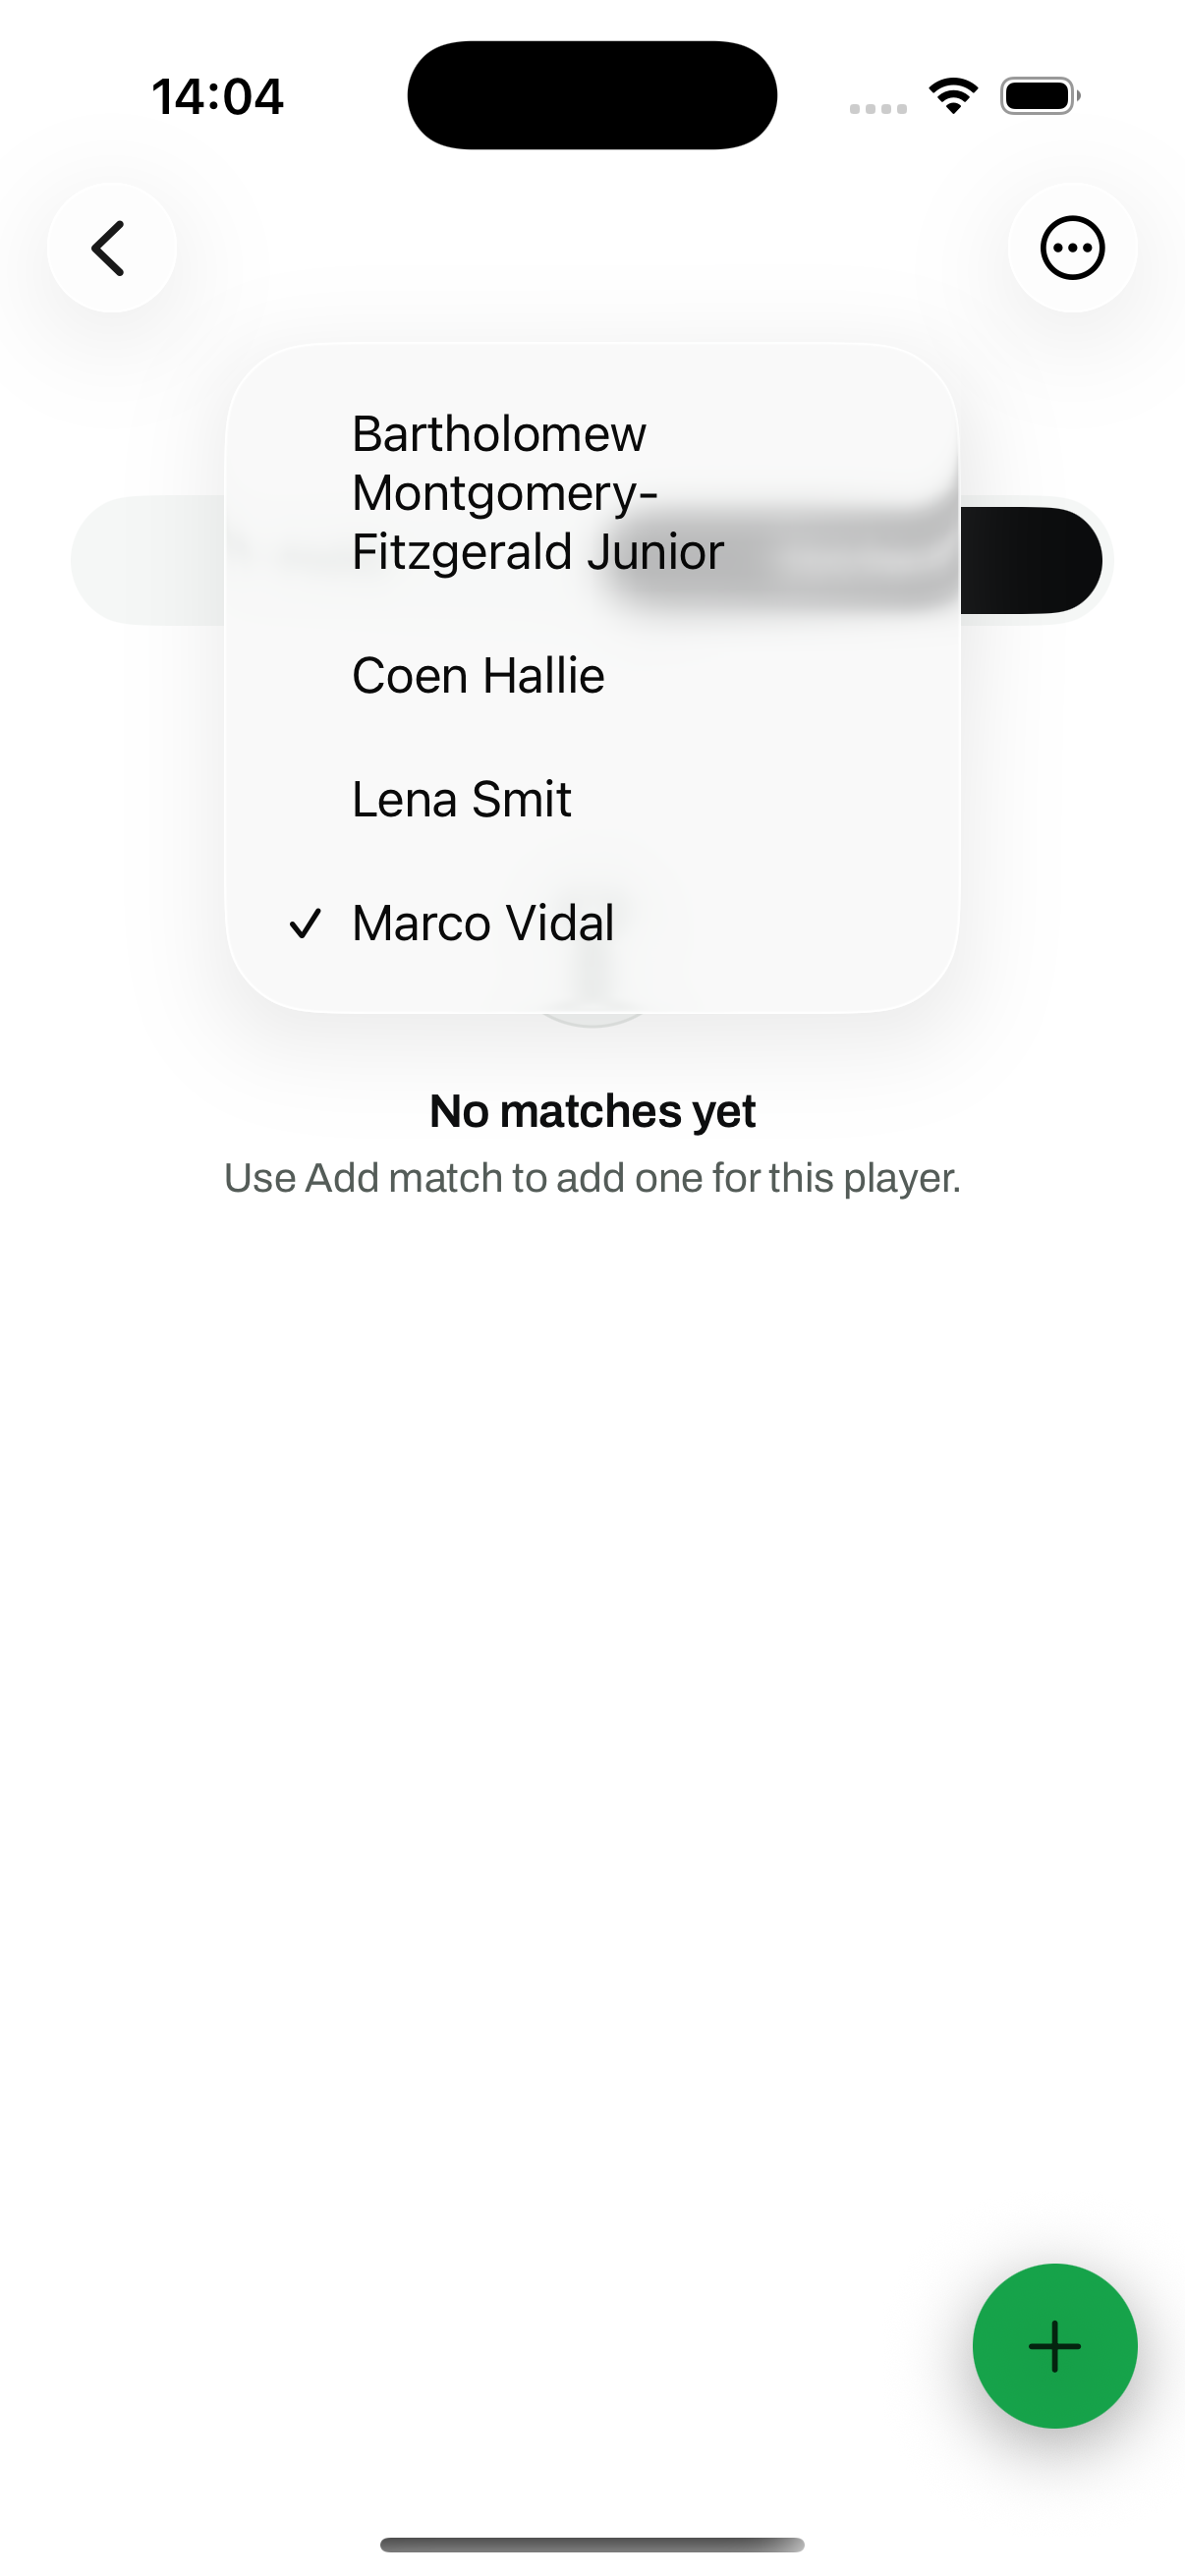 14:04
Bartholomew
Montgomery-
Fitzgerald Junior
Coen Hallie
Lena Smit
Marco Vidal
No matches yet
Use Add match to add one for this player.